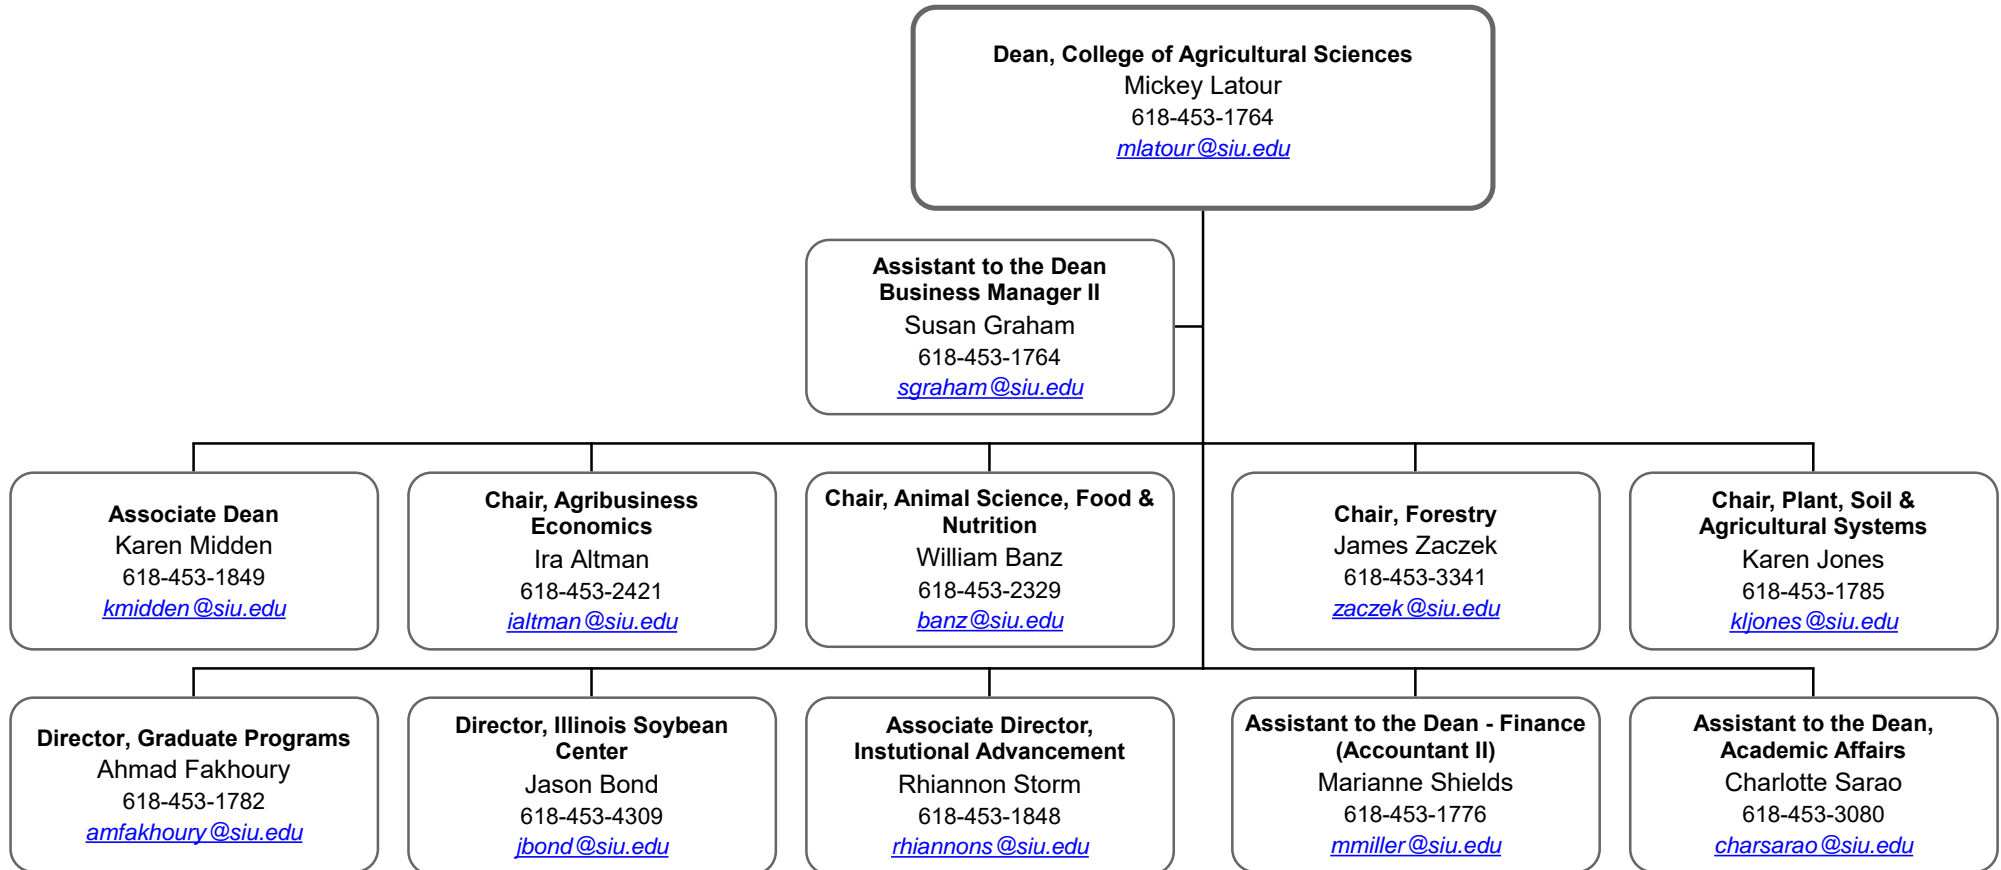 Dean, College of Agricultural Sciences
Mickey Latour
618-453-1764
mlatour@siu.edu
Assistant to the Dean
Business Manager II
Susan Graham
618-453-1764
sgraham@siu.edu
Associate Dean
Karen Midden
618-453-1849
kmidden@siu.edu
Chair, Agribusiness
Economics
Ira Altman
618-453-2421
ialtman@siu.edu
Chair, Animal Science, Food &
Nutrition
William Banz
618-453-2329
banz@siu.edu
Chair, Forestry
James Zaczek
618-453-3341
zaczek@siu.edu
Chair, Plant, Soil &
Agricultural Systems
Karen Jones
618-453-1785
kljones@siu.edu
Director, Graduate Programs
Ahmad Fakhoury
618-453-1782
amfakhoury@siu.edu
Director, Illinois Soybean
Center
Jason Bond
618-453-4309
jbond@siu.edu
Associate Director,
Instutional Advancement
Rhiannon Storm
618-453-1848
rhiannons@siu.edu
Assistant to the Dean - Finance
(Accountant II)
Marianne Shields
618-453-1776
mmiller@siu.edu
Assistant to the Dean,
Academic Affairs
Charlotte Sarao
618-453-3080
charsarao@siu.edu